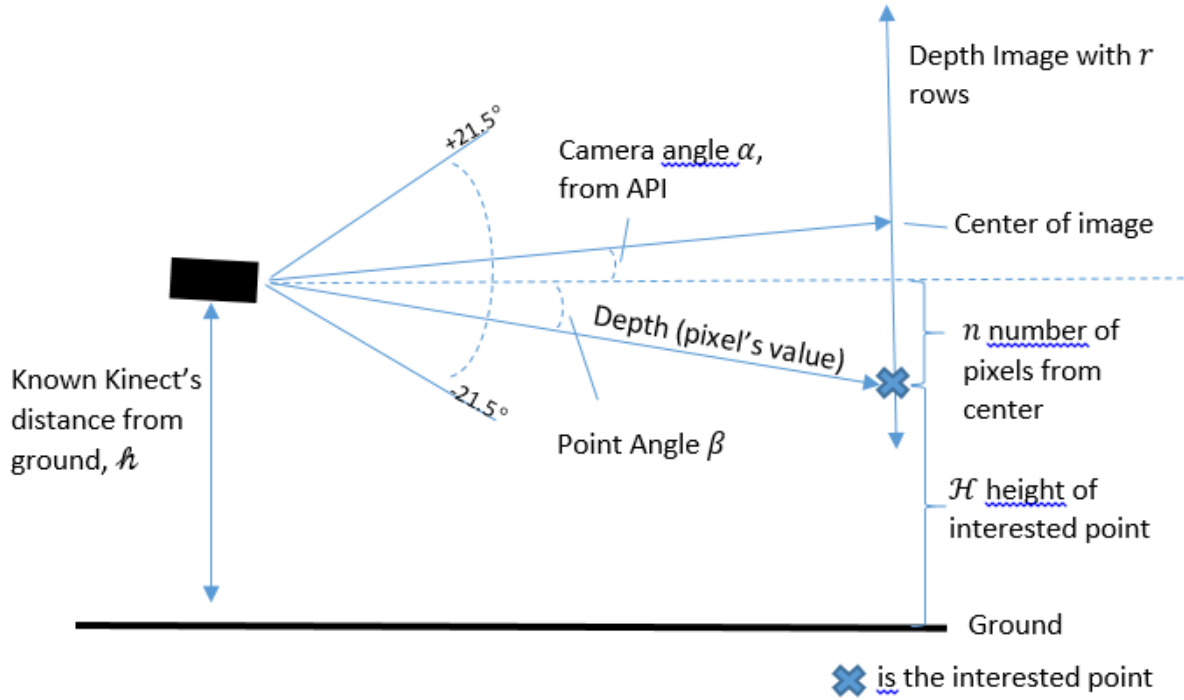 Depth Image with r
rows
+21.5°
Camera angle α,
from API
Center of image
Depth (pixel's value)
n number of
pixels from
center
Known Kinect's
distance from
ground, ℎ
-21.5°
Point Angle β
ℋ height of
interested point
Ground
is the interested point